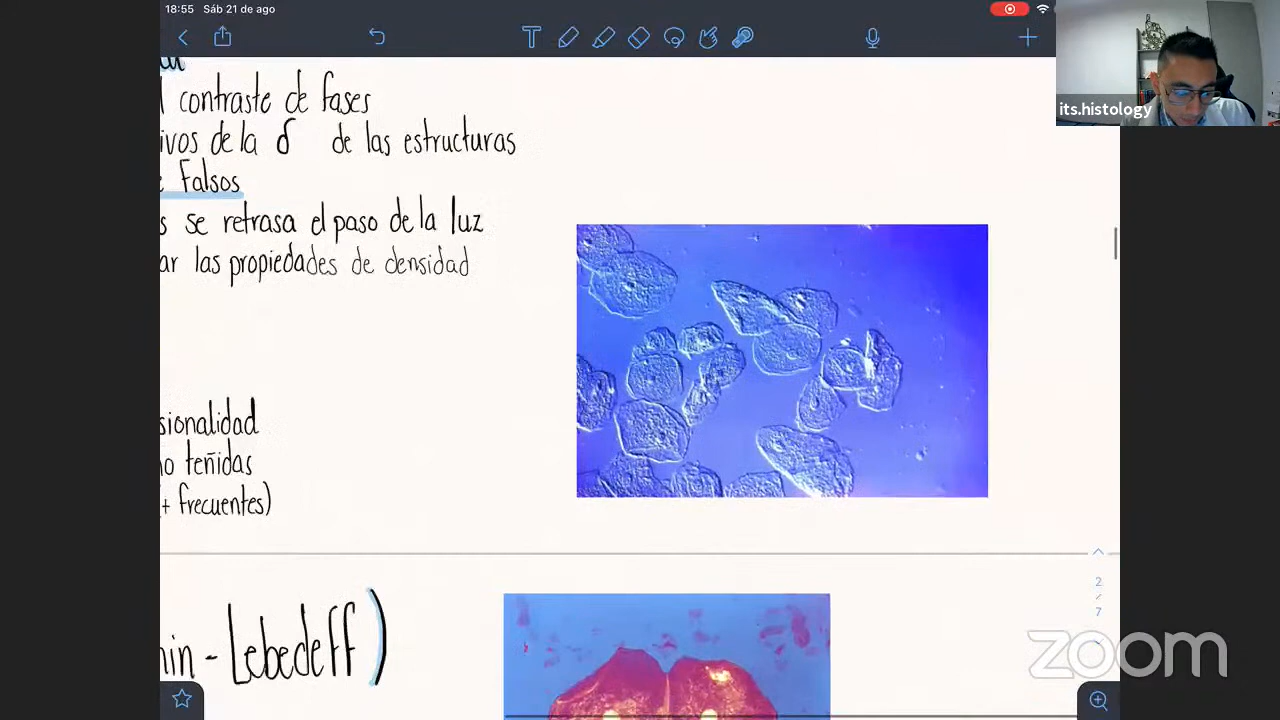 18:55 Sáb 21 de ago
its.histology
contraste de fases
ivos de la δ de las estructuras
e falsos
s se retrasa el paso de la luz
ar las propiedades de densidad
sionalidad
no teñidas
(+ frecuentes)
nin - Lebedeff)
2
/
7
zoom